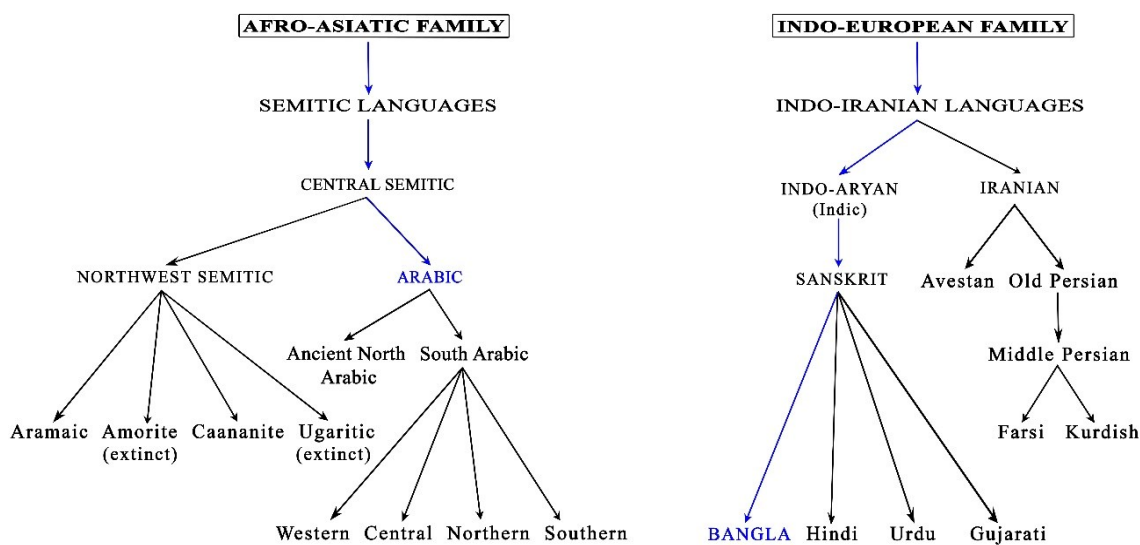 AFRO-ASIATIC FAMILY
SEMITIC LANGUAGES
CENTRAL SEMITIC
NORTHWEST SEMITIC
ARABIC
Ancient North
Arabic
South Arabic
Aramaic
Amorite
(extinct)
Caananite
Ugaritic
(extinct)
Western
Central
Northern
Southern
INDO-EUROPEAN FAMILY
INDO-IRANIAN LANGUAGES
INDO-ARYAN
(Indic)
IRANIAN
SANSKRIT
Avestan
Old Persian
Middle Persian
Farsi
Kurdish
BANGLA
Hindi
Urdu
Gujarati